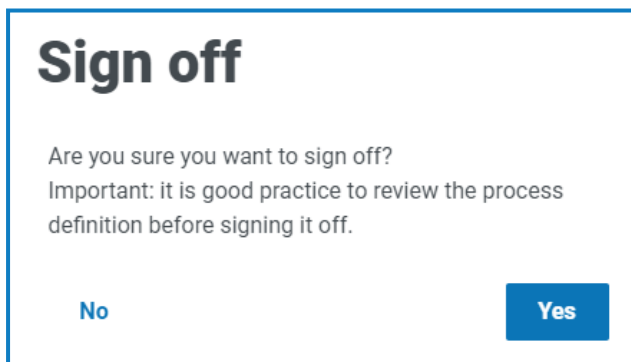 Sign off
Are you sure you want to sign off?
Important: it is good practice to review the process
definition before signing it off.
No
Yes